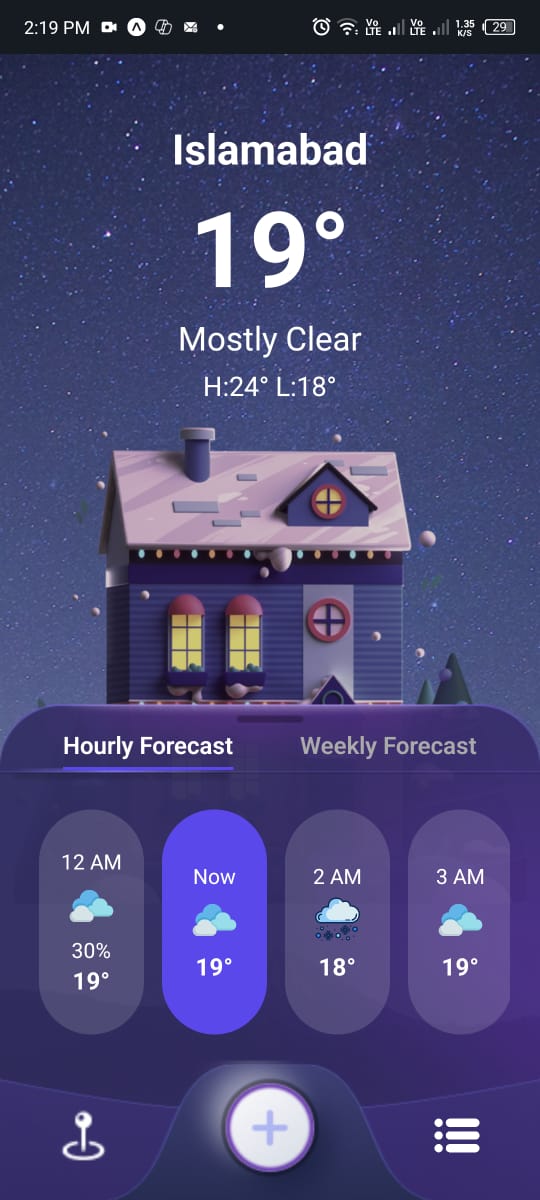 2:19 PM Vo LTE Vo LTE 1.35 K/S 29
Islamabad
19°
Mostly Clear
H:24° L:18°
Hourly Forecast Weekly Forecast
12 AM Now 2 AM 3 AM
30%
19° 19° 18° 19°